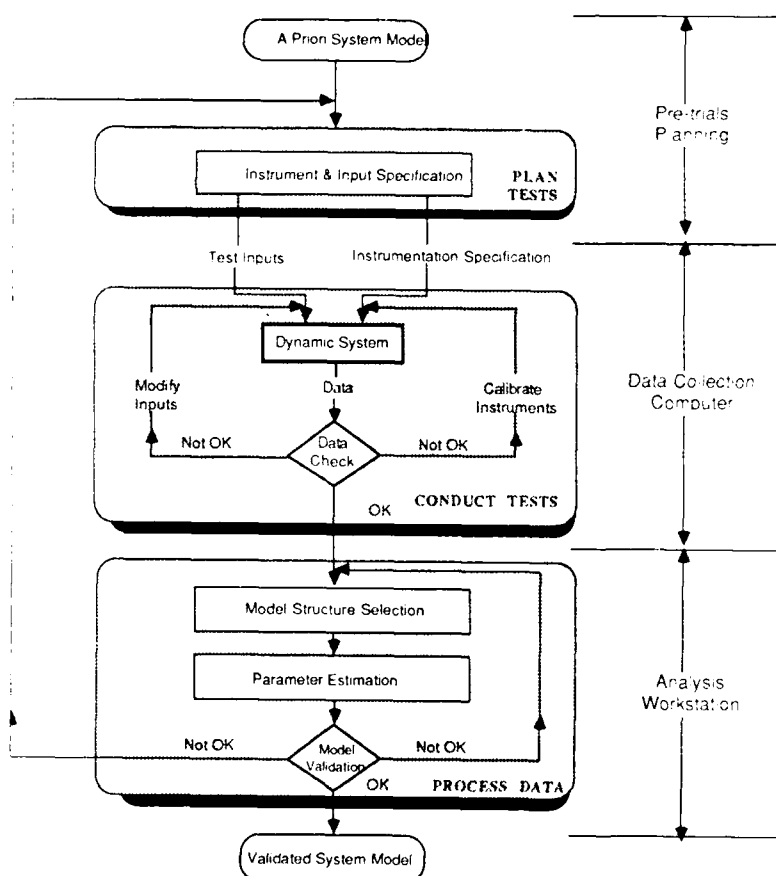 A Prion System Model
Pre-trials
Planning
Instrument & Input Specification
PLAN
TESTS
Test Inputs
Instrumentation Specification
Dynamic System
Modify
Inputs
Data
Calibrate
Instruments
Data Collection
Computer
Not OK
Data
Check
Not OK
OK
CONDUCT TESTS
Model Structure Selection
Parameter Estimation
Analysis
Workstation
Not OK
Model
Validation
Not OK
OK
PROCESS DATA
Validated System Model